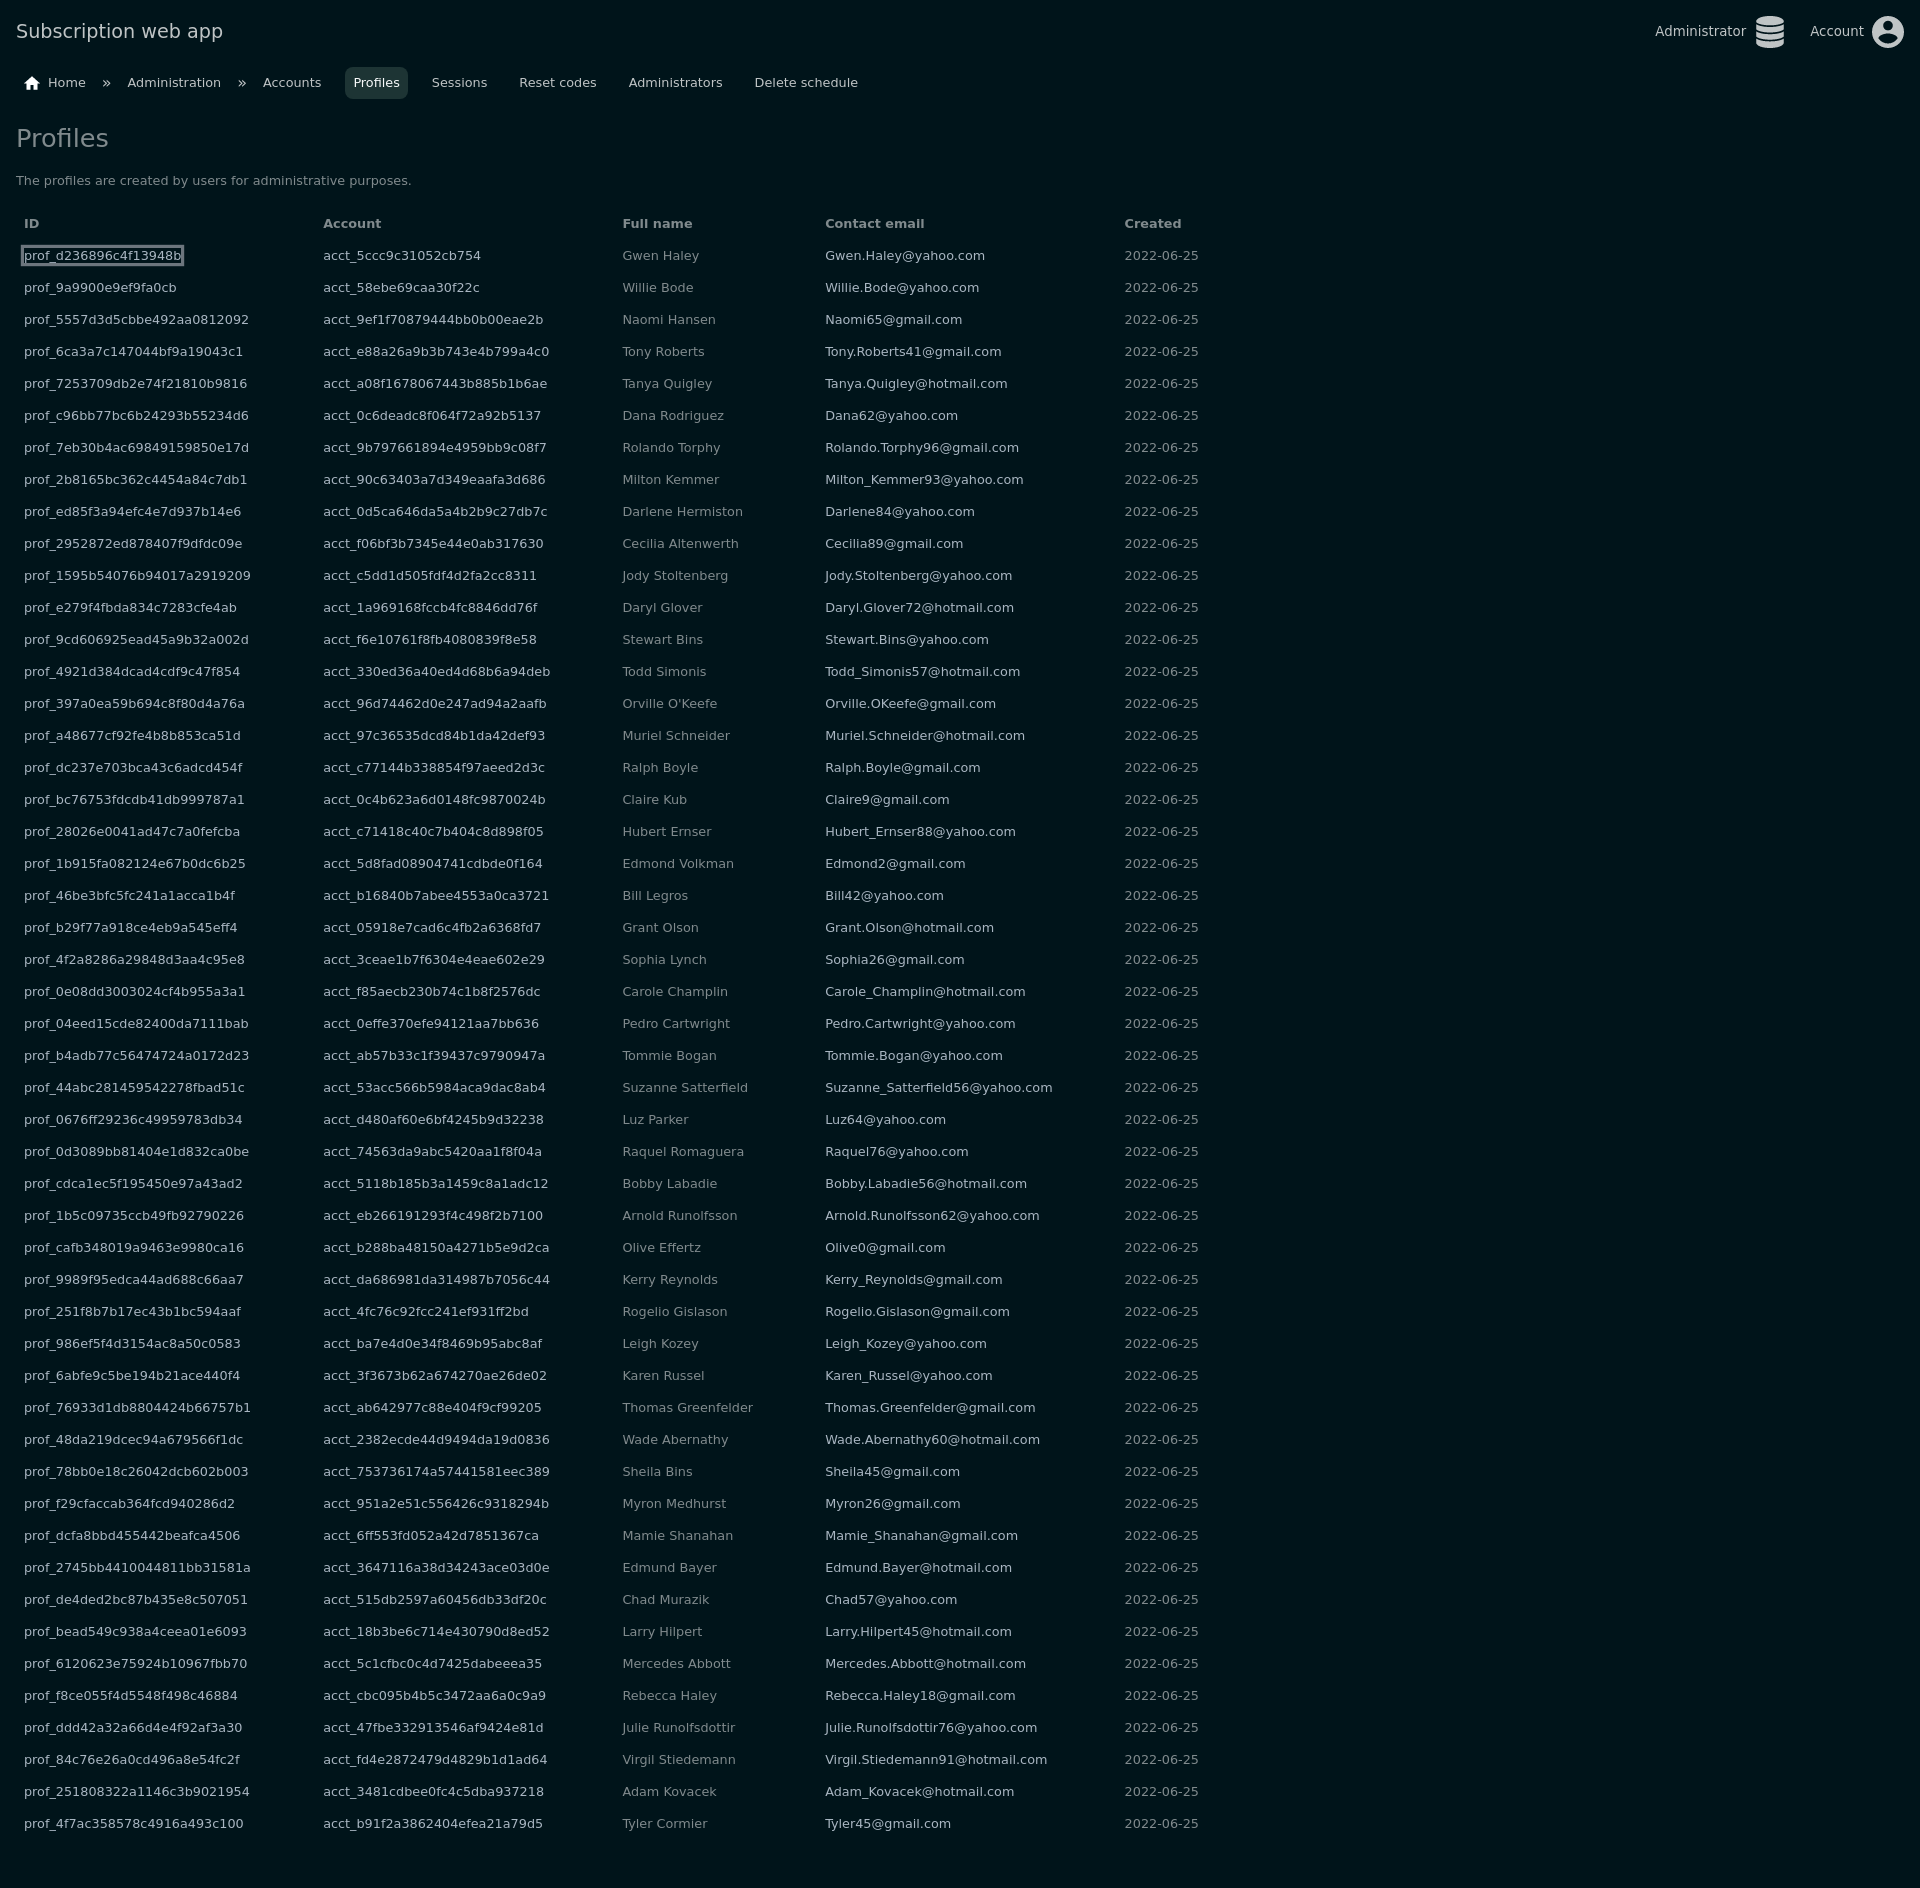 Subscription web app Administrator Account
Home » Administration » Accounts Profiles Sessions Reset codes Administrators Delete schedule
Profiles
The profiles are created by users for administrative purposes.
ID Account Full name Contact email Created
prof_d236896c4f13948b acct_5ccc9c31052cb754 Gwen Haley Gwen.Haley@yahoo.com 2022-06-25
prof_9a9900e9ef9fa0cb acct_58ebe69caa30f22c Willie Bode Willie.Bode@yahoo.com 2022-06-25
prof_5557d3d5cbbe492aa0812092 acct_9ef1f70879444bb0b00eae2b Naomi Hansen Naomi65@gmail.com 2022-06-25
prof_6ca3a7c147044bf9a19043c1 acct_e88a26a9b3b743e4b799a4c0 Tony Roberts Tony.Roberts41@gmail.com 2022-06-25
prof_7253709db2e74f21810b9816 acct_a08f1678067443b885b1b6ae Tanya Quigley Tanya.Quigley@hotmail.com 2022-06-25
prof_c96bb77bc6b24293b55234d6 acct_0c6deadc8f064f72a92b5137 Dana Rodriguez Dana62@yahoo.com 2022-06-25
prof_7eb30b4ac69849159850e17d acct_9b797661894e4959bb9c08f7 Rolando Torphy Rolando.Torphy96@gmail.com 2022-06-25
prof_2b8165bc362c4454a84c7db1 acct_90c63403a7d349eaafa3d686 Milton Kemmer Milton_Kemmer93@yahoo.com 2022-06-25
prof_ed85f3a94efc4e7d937b14e6 acct_0d5ca646da5a4b2b9c27db7c Darlene Hermiston Darlene84@yahoo.com 2022-06-25
prof_2952872ed878407f9dfdc09e acct_f06bf3b7345e44e0ab317630 Cecilia Altenwerth Cecilia89@gmail.com 2022-06-25
prof_1595b54076b94017a2919209 acct_c5dd1d505fdf4d2fa2cc8311 Jody Stoltenberg Jody.Stoltenberg@yahoo.com 2022-06-25
prof_e279f4fbda834c7283cfe4ab acct_1a969168fccb4fc8846dd76f Daryl Glover Daryl.Glover72@hotmail.com 2022-06-25
prof_9cd606925ead45a9b32a002d acct_f6e10761f8fb4080839f8e58 Stewart Bins Stewart.Bins@yahoo.com 2022-06-25
prof_4921d384dcad4cdf9c47f854 acct_330ed36a40ed4d68b6a94deb Todd Simonis Todd_Simonis57@hotmail.com 2022-06-25
prof_397a0ea59b694c8f80d4a76a acct_96d74462d0e247ad94a2aafb Orville O'Keefe Orville.OKeefe@gmail.com 2022-06-25
prof_a48677cf92fe4b8b853ca51d acct_97c36535dcd84b1da42def93 Muriel Schneider Muriel.Schneider@hotmail.com 2022-06-25
prof_dc237e703bca43c6adcd454f acct_c77144b338854f97aeed2d3c Ralph Boyle Ralph.Boyle@gmail.com 2022-06-25
prof_bc76753fdcdb41db999787a1 acct_0c4b623a6d0148fc9870024b Claire Kub Claire9@gmail.com 2022-06-25
prof_28026e0041ad47c7a0fefcba acct_c71418c40c7b404c8d898f05 Hubert Ernser Hubert_Ernser88@yahoo.com 2022-06-25
prof_1b915fa082124e67b0dc6b25 acct_5d8fad08904741cdbde0f164 Edmond Volkman Edmond2@gmail.com 2022-06-25
prof_46be3bfc5fc241a1acca1b4f acct_b16840b7abee4553a0ca3721 Bill Legros Bill42@yahoo.com 2022-06-25
prof_b29f77a918ce4eb9a545eff4 acct_05918e7cad6c4fb2a6368fd7 Grant Olson Grant.Olson@hotmail.com 2022-06-25
prof_4f2a8286a29848d3aa4c95e8 acct_3ceae1b7f6304e4eae602e29 Sophia Lynch Sophia26@gmail.com 2022-06-25
prof_0e08dd3003024cf4b955a3a1 acct_f85aecb230b74c1b8f2576dc Carole Champlin Carole_Champlin@hotmail.com 2022-06-25
prof_04eed15cde82400da7111bab acct_0effe370efe94121aa7bb636 Pedro Cartwright Pedro.Cartwright@yahoo.com 2022-06-25
prof_b4adb77c56474724a0172d23 acct_ab57b33c1f39437c9790947a Tommie Bogan Tommie.Bogan@yahoo.com 2022-06-25
prof_44abc281459542278fbad51c acct_53acc566b5984aca9dac8ab4 Suzanne Satterfield Suzanne_Satterfield56@yahoo.com 2022-06-25
prof_0676ff29236c49959783db34 acct_d480af60e6bf4245b9d32238 Luz Parker Luz64@yahoo.com 2022-06-25
prof_0d3089bb81404e1d832ca0be acct_74563da9abc5420aa1f8f04a Raquel Romaguera Raquel76@yahoo.com 2022-06-25
prof_cdca1ec5f195450e97a43ad2 acct_5118b185b3a1459c8a1adc12 Bobby Labadie Bobby.Labadie56@hotmail.com 2022-06-25
prof_1b5c09735ccb49fb92790226 acct_eb266191293f4c498f2b7100 Arnold Runolfsson Arnold.Runolfsson62@yahoo.com 2022-06-25
prof_cafb348019a9463e9980ca16 acct_b288ba48150a4271b5e9d2ca Olive Effertz Olive0@gmail.com 2022-06-25
prof_9989f95edca44ad688c66aa7 acct_da686981da314987b7056c44 Kerry Reynolds Kerry_Reynolds@gmail.com 2022-06-25
prof_251f8b7b17ec43b1bc594aaf acct_4fc76c92fcc241ef931ff2bd Rogelio Gislason Rogelio.Gislason@gmail.com 2022-06-25
prof_986ef5f4d3154ac8a50c0583 acct_ba7e4d0e34f8469b95abc8af Leigh Kozey Leigh_Kozey@yahoo.com 2022-06-25
prof_6abfe9c5be194b21ace440f4 acct_3f3673b62a674270ae26de02 Karen Russel Karen_Russel@yahoo.com 2022-06-25
prof_76933d1db8804424b66757b1 acct_ab642977c88e404f9cf99205 Thomas Greenfelder Thomas.Greenfelder@gmail.com 2022-06-25
prof_48da219dcec94a679566f1dc acct_2382ecde44d9494da19d0836 Wade Abernathy Wade.Abernathy60@hotmail.com 2022-06-25
prof_78bb0e18c26042dcb602b003 acct_753736174a57441581eec389 Sheila Bins Sheila45@gmail.com 2022-06-25
prof_f29cfaccab364fcd940286d2 acct_951a2e51c556426c9318294b Myron Medhurst Myron26@gmail.com 2022-06-25
prof_dcfa8bbd455442beafca4506 acct_6ff553fd052a42d7851367ca Mamie Shanahan Mamie_Shanahan@gmail.com 2022-06-25
prof_2745bb4410044811bb31581a acct_3647116a38d34243ace03d0e Edmund Bayer Edmund.Bayer@hotmail.com 2022-06-25
prof_de4ded2bc87b435e8c507051 acct_515db2597a60456db33df20c Chad Murazik Chad57@yahoo.com 2022-06-25
prof_bead549c938a4ceea01e6093 acct_18b3be6c714e430790d8ed52 Larry Hilpert Larry.Hilpert45@hotmail.com 2022-06-25
prof_6120623e75924b10967fbb70 acct_5c1cfbc0c4d7425dabeeea35 Mercedes Abbott Mercedes.Abbott@hotmail.com 2022-06-25
prof_f8ce055f4d5548f498c46884 acct_cbc095b4b5c3472aa6a0c9a9 Rebecca Haley Rebecca.Haley18@gmail.com 2022-06-25
prof_ddd42a32a66d4e4f92af3a30 acct_47fbe332913546af9424e81d Julie Runolfsdottir Julie.Runolfsdottir76@yahoo.com 2022-06-25
prof_84c76e26a0cd496a8e54fc2f acct_fd4e2872479d4829b1d1ad64 Virgil Stiedemann Virgil.Stiedemann91@hotmail.com 2022-06-25
prof_251808322a1146c3b9021954 acct_3481cdbee0fc4c5dba937218 Adam Kovacek Adam_Kovacek@hotmail.com 2022-06-25
prof_4f7ac358578c4916a493c100 acct_b91f2a3862404efea21a79d5 Tyler Cormier Tyler45@gmail.com 2022-06-25